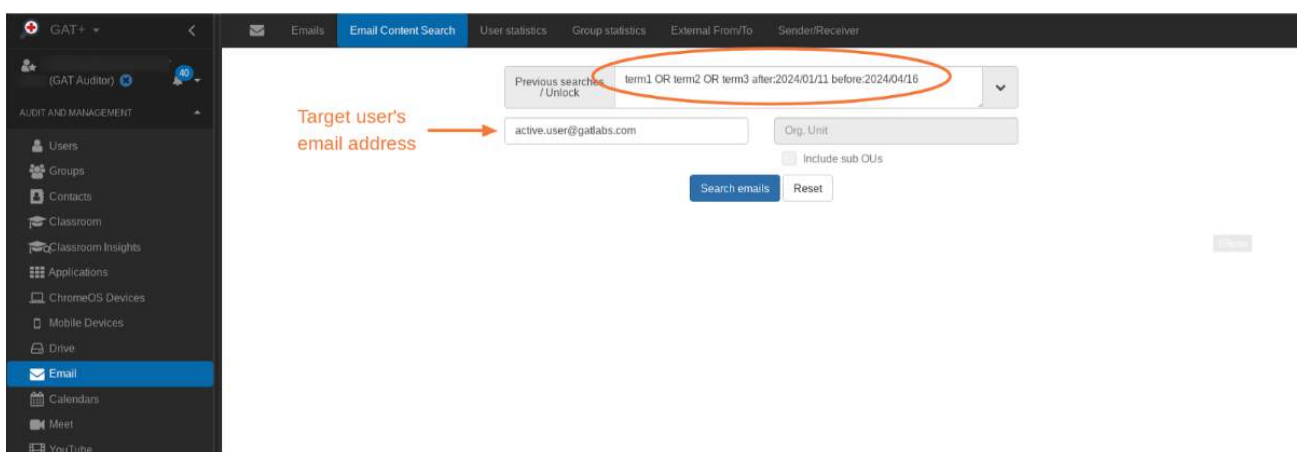 GAT+
Emails
Email Content Search
User statistics
Group statistics
External From/To
Sender/Receiver
(GAT Auditor)
40
AUDIT AND MANAGEMENT
Users
Groups
Contacts
Classroom
Classroom Insights
Applications
ChromeOS Devices
Mobile Devices
Drive
Email
Calendars
Meet
YouTube
Previous searches
/ Unlock
term1 OR term2 OR term3 after:2024/01/11 before:2024/04/16
Target user's
email address
active.user@gatlabs.com
Org. Unit
Include sub OUs
Search emails
Reset